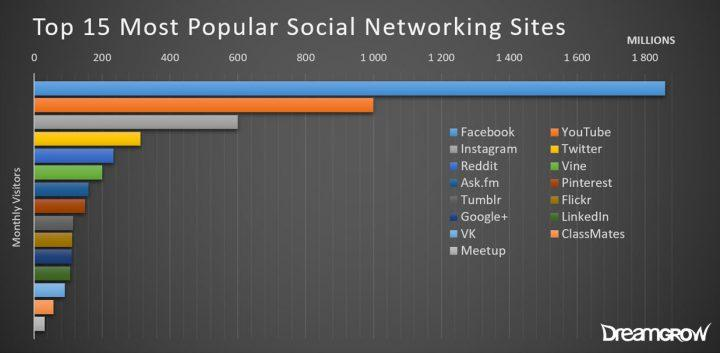 Top 15 Most Popular Social Networking Sites
MILLIONS
0 200 400 600 800 1 000 1 200 1 400 1 600 1 800
Monthly Visitors
Facebook YouTube
Instagram Twitter
Reddit Vine
Ask.fm Pinterest
Tumblr Flickr
Google+ LinkedIn
VK ClassMates
Meetup
DREAMGROW